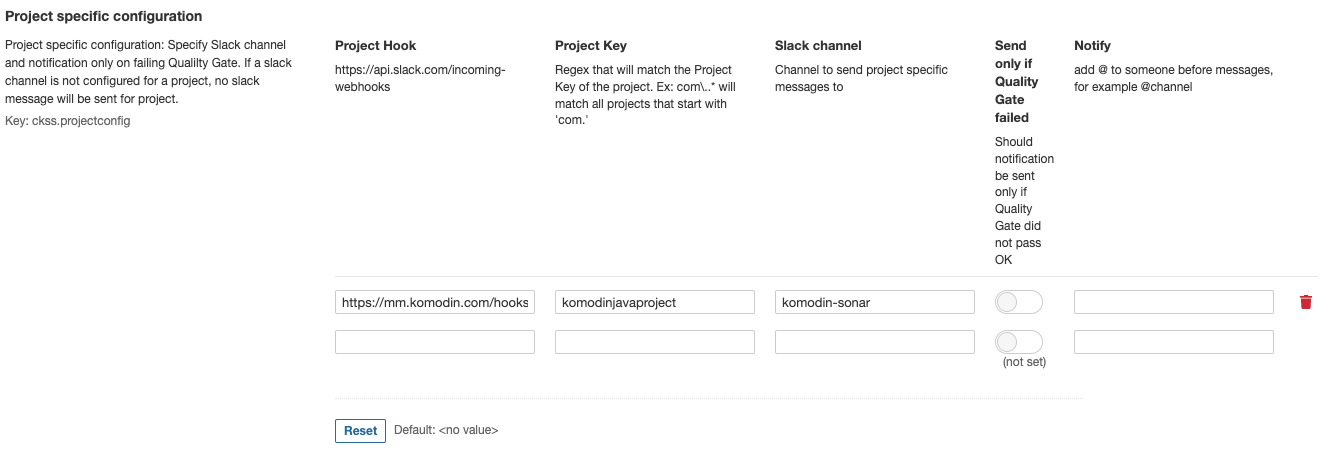 Project specific configuration
Project specific configuration: Specify Slack channel
and notification only on failing Qualilty Gate. If a slack
channel is not configured for a project, no slack
message will be sent for project.
Key: ckss.projectconfig
Project Hook
https://api.slack.com/incoming-
webhooks
Project Key
Regex that will match the Project
Key of the project. Ex: com\..* will
match all projects that start with
'com.'
Slack channel
Channel to send project specific
messages to
Send
only if
Quality
Gate
failed
Should
notification
be sent
only if
Quality
Gate did
not pass
OK
Notify
add @ to someone before messages,
for example @channel
https://mm.komodin.com/hooks
komodinjavaproject
komodin-sonar
(not set)
Reset
Default: <no value>